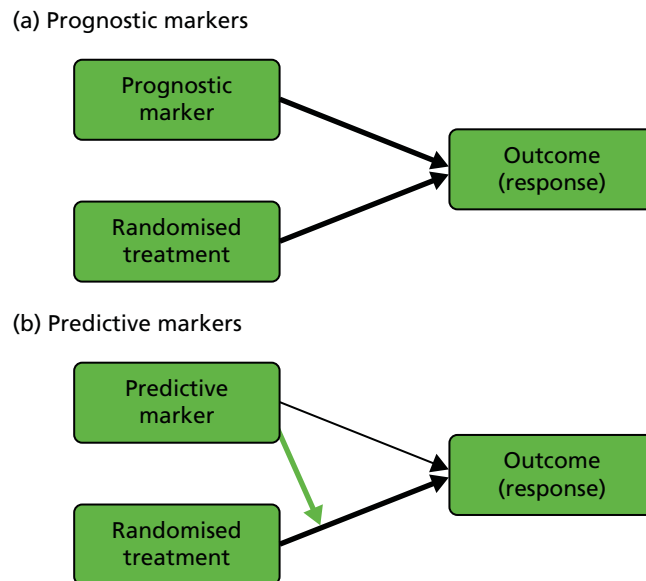 (a) Prognostic markers
Prognostic
marker
Outcome
(response)
Randomised
treatment
(b) Predictive markers
Predictive
marker
Outcome
(response)
Randomised
treatment